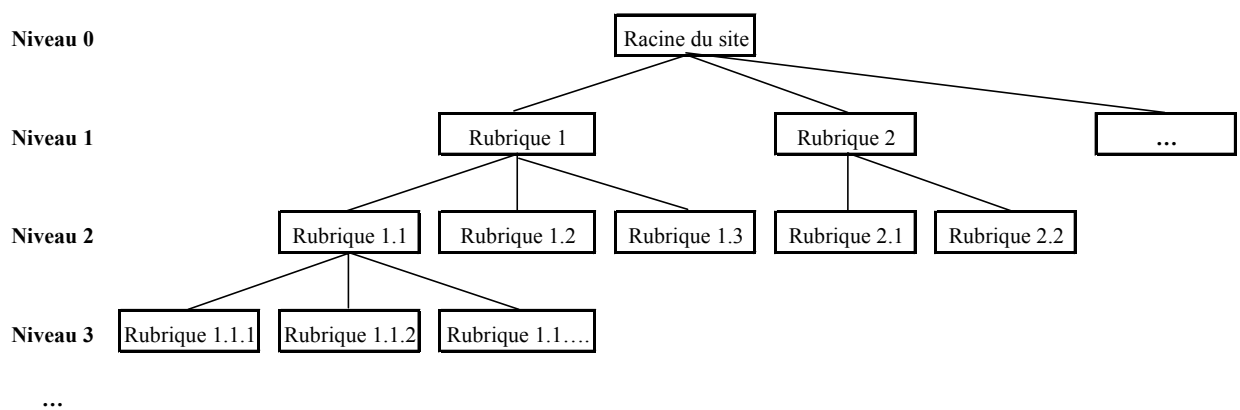 Niveau 0 Racine du site
Niveau 1 Rubrique 1 Rubrique 2 ...
Niveau 2 Rubrique 1.1 Rubrique 1.2 Rubrique 1.3 Rubrique 2.1 Rubrique 2.2
Niveau 3 Rubrique 1.1.1 Rubrique 1.1.2 Rubrique 1.1....
...